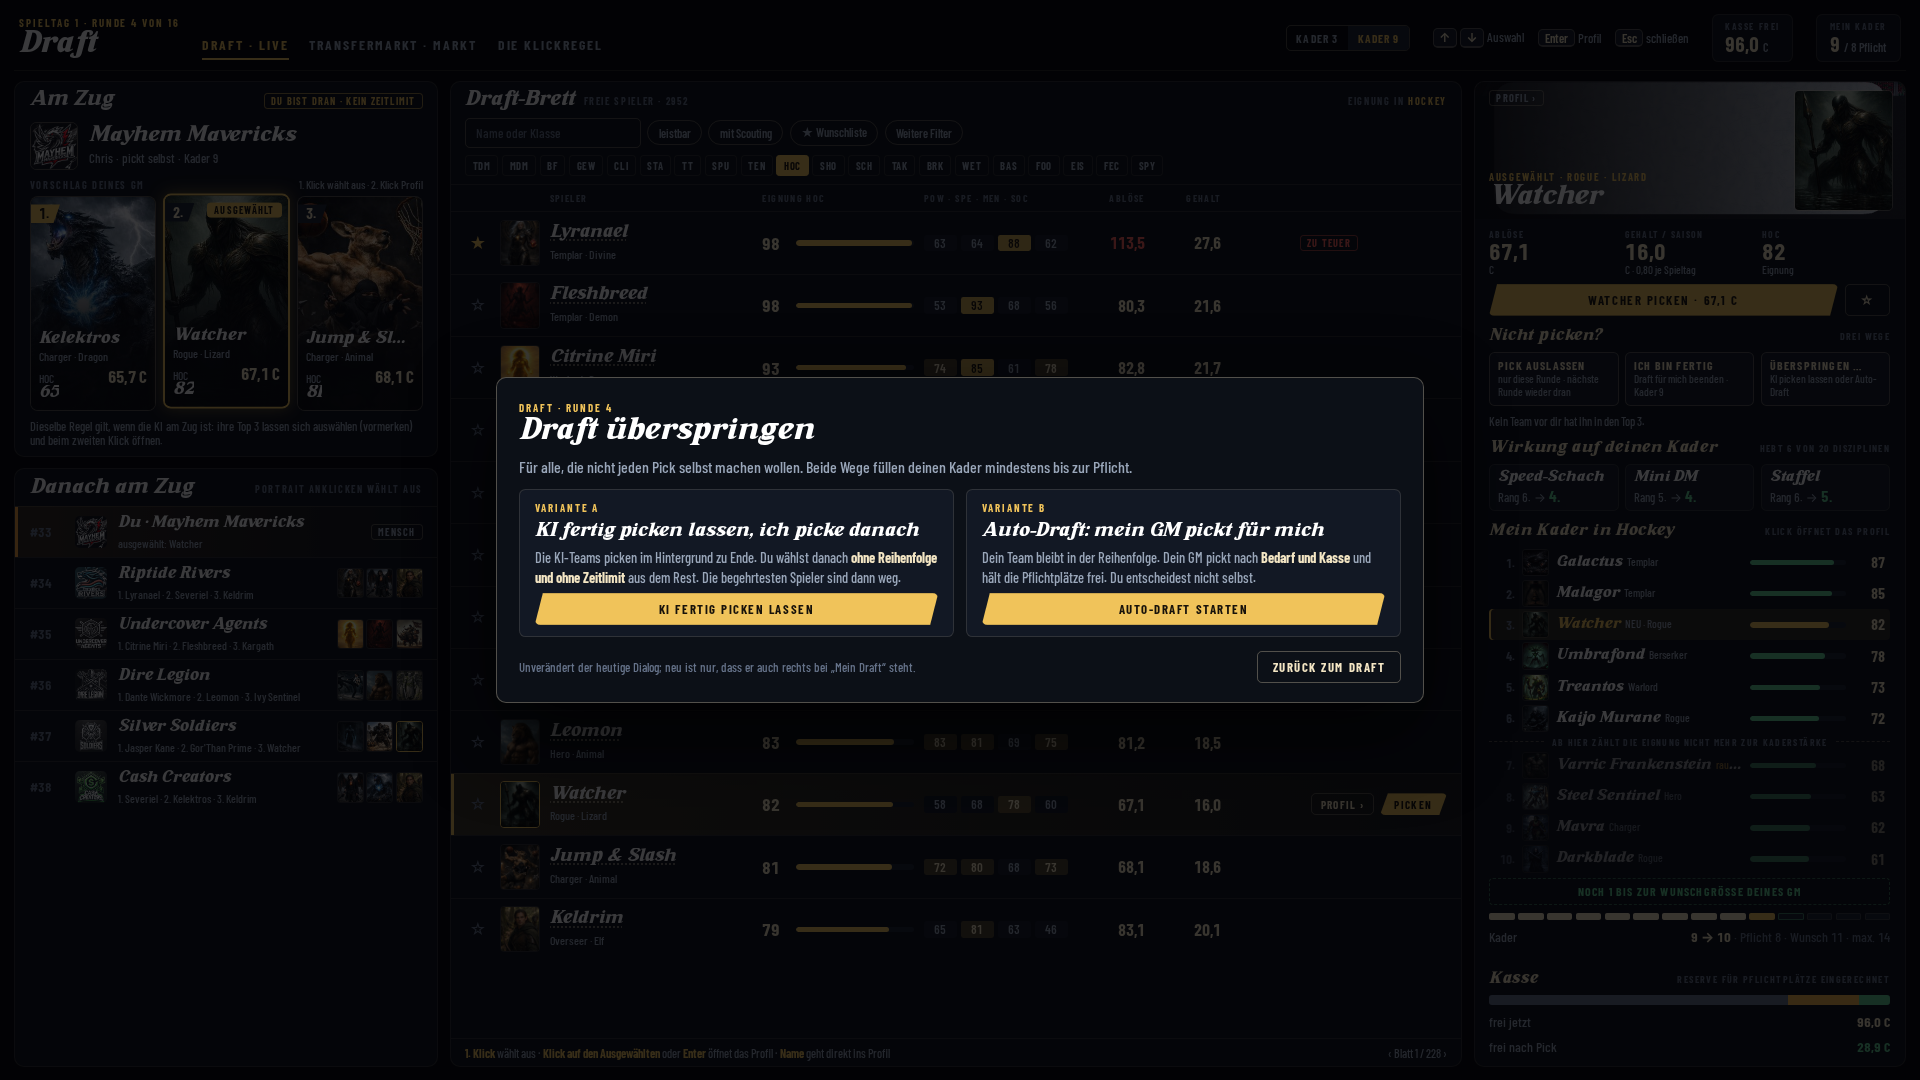 SPIELTAG 1 · RUNDE 4 VON 16
Draft
DRAFT · LIVE
TRANSFERMARKT · MARKT
DIE KLICKREGEL
KADER 3
KADER 9
↑ ↓ Auswahl
Enter Profil
Esc schließen
KASSE FREI
96,0 C
MEIN KADER
9 / 8 Pflicht
Am Zug
DU BIST DRAN · KEIN ZEITLIMIT
Mayhem Mavericks
Chris · pickt selbst · Kader 9
VORSCHLAG DEINES GM
1. Klick wählt aus · 2. Klick Profil
1.
Kelektros
Charger · Dragon
HOC
65
65,7 C
2.
AUSGEWÄHLT
Watcher
Rogue · Lizard
HOC
82
67,1 C
3.
Jump & Sl…
Charger · Animal
HOC
81
68,1 C
Dieselbe Regel gilt, wenn die KI am Zug ist: ihre Top 3 lassen sich auswählen (vormerken)
und beim zweiten Klick öffnen.
Danach am Zug
PORTRAIT ANKLICKEN WÄHLT AUS
#33
Du · Mayhem Mavericks
ausgewählt: Watcher
MENSCH
#34
Riptide Rivers
1. Lyranael · 2. Severiel · 3. Keldrim
#35
Undercover Agents
1. Citrine Miri · 2. Fleshbreed · 3. Kargath
#36
Dire Legion
1. Dante Wickmore · 2. Leomon · 3. Ivy Sentinel
#37
Silver Soldiers
1. Jasper Kane · 2. Gor'Than Prime · 3. Watcher
#38
Cash Creators
1. Severiel · 2. Kelektros · 3. Keldrim
Draft-Brett
FREIE SPIELER · 2952
EIGNUNG IN HOCKEY
Name oder Klasse
leistbar
mit Scouting
★ Wunschliste
Weitere Filter
TDM MDM BF GEW CLI STA TT SPU TEN HOC SHO SCH TAK BRK WET BAS FOO EIS FEC SPY
SPIELER
EIGNUNG HOC
POW · SPE · MEN · SOC
ABLÖSE
GEHALT
Lyranael
Templar · Divine
98 63 64 88 62 113,5 27,6
ZU TEUER
Fleshbreed
Templar · Demon
98 53 93 68 56 80,3 21,6
Citrine Miri
93 74 85 61 78 82,8 21,7
Leomon
Hero · Animal
83 83 81 69 75 81,2 18,5
Watcher
Rogue · Lizard
82 58 68 78 60 67,1 16,0
PROFIL ›
PICKEN
Jump & Slash
Charger · Animal
81 72 80 68 73 68,1 18,6
Keldrim
Overseer · Elf
79 65 81 63 46 83,1 20,1
1. Klick wählt aus · Klick auf den Ausgewählten oder Enter öffnet das Profil · Name geht direkt ins Profil
‹ Blatt 1 / 228 ›
DRAFT · RUNDE 4
Draft überspringen
Für alle, die nicht jeden Pick selbst machen wollen. Beide Wege füllen deinen Kader mindestens bis zur Pflicht.
VARIANTE A
KI fertig picken lassen, ich picke danach
Die KI-Teams picken im Hintergrund zu Ende. Du wählst danach ohne Reihenfolge
und ohne Zeitlimit aus dem Rest. Die begehrtesten Spieler sind dann weg.
KI FERTIG PICKEN LASSEN
VARIANTE B
Auto-Draft: mein GM pickt für mich
Dein Team bleibt in der Reihenfolge. Dein GM pickt nach Bedarf und Kasse und
hält die Pflichtplätze frei. Du entscheidest nicht selbst.
AUTO-DRAFT STARTEN
Unverändert der heutige Dialog; neu ist nur, dass er auch rechts bei „Mein Draft“ steht.
ZURÜCK ZUM DRAFT
PROFIL ›
AUSGEWÄHLT · ROGUE · LIZARD
Watcher
ABLÖSE
67,1
C
GEHALT / SAISON
16,0
C · 0,80 je Spieltag
HOC
82
Eignung
WATCHER PICKEN · 67,1 C
Nicht picken?
DREI WEGE
PICK AUSLASSEN
nur diese Runde · nächste
Runde wieder dran
ICH BIN FERTIG
Draft für mich beenden ·
Kader 9
ÜBERSPRINGEN …
KI picken lassen oder Auto-
Draft
Kein Team vor dir hat ihn in den Top 3.
Wirkung auf deinen Kader
HEBT 6 VON 20 DISZIPLINEN
Speed-Schach
Rang 6. → 4.
Mini DM
Rang 5. → 4.
Staffel
Rang 6. → 5.
Mein Kader in Hockey
KLICK ÖFFNET DAS PROFIL
1. Galactus Templar 87
2. Malagor Templar 85
3. Watcher NEU · Rogue 82
4. Umbrafond Berserker 78
5. Treantos Warlord 73
6. Kaijo Murane Rogue 72
AB HIER ZÄHLT DIE EIGNUNG NICHT MEHR ZUR KADERSTÄRKE
7. Varric Frankenstein 68
8. Steel Sentinel Hero 63
9. Mavra Charger 62
10. Darkblade Rogue 61
NOCH 1 BIS ZUR WUNSCHGRÖSSE DEINES GM
Kader
9 → 10 · Pflicht 8 · Wunsch 11 · max. 14
Kasse
RESERVE FÜR PFLICHTPLÄTZE EINGERECHNET
frei jetzt
96,0 C
frei nach Pick
28,9 C